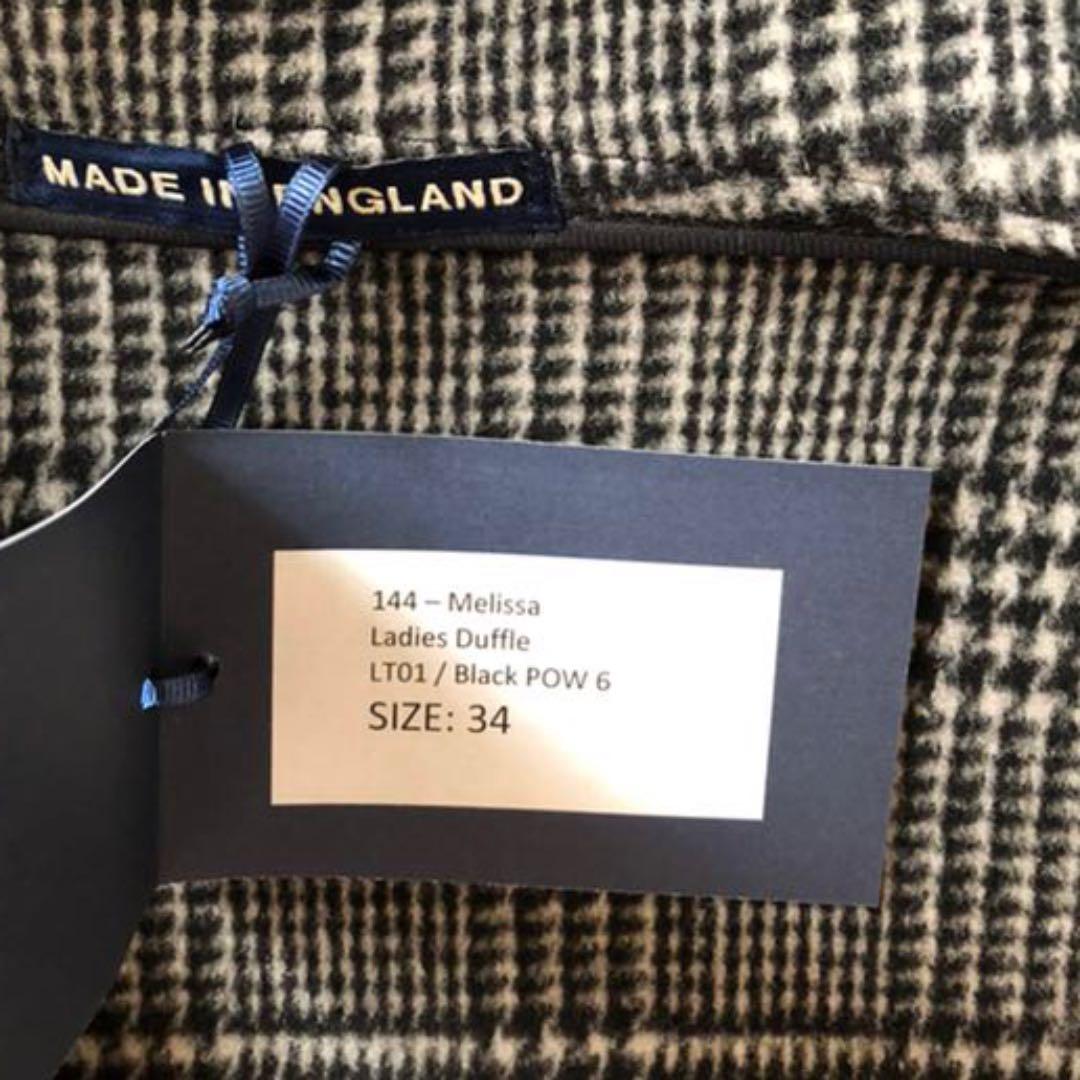 MADE IN ENGLAND
144 – Melissa
Ladies Duffle
LT01 / Black POW 6
SIZE: 34